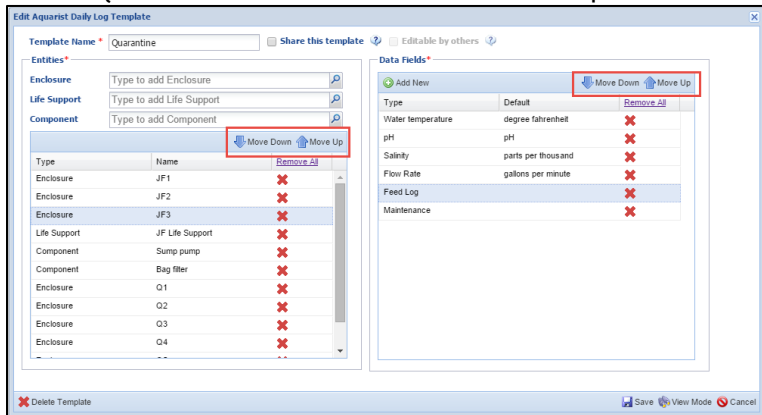 Edit Aquarist Daily Log Template
Template Name * Quarantine Share this template Editable by others
Entities*
Enclosure Type to add Enclosure
Life Support Type to add Life Support
Component Type to add Component
Move Down Move Up
Type Name Remove All
Enclosure JF1
Enclosure JF2
Enclosure JF3
Life Support JF Life Support
Component Sump pump
Component Bag filter
Enclosure Q1
Enclosure Q2
Enclosure Q3
Enclosure Q4
Data Fields*
Add New Move Down Move Up
Type Default Remove All
Water temperature degree fahrenheit
pH pH
Salinity parts per thousand
Flow Rate gallons per minute
Feed Log
Maintenance
Delete Template Save View Mode Cancel